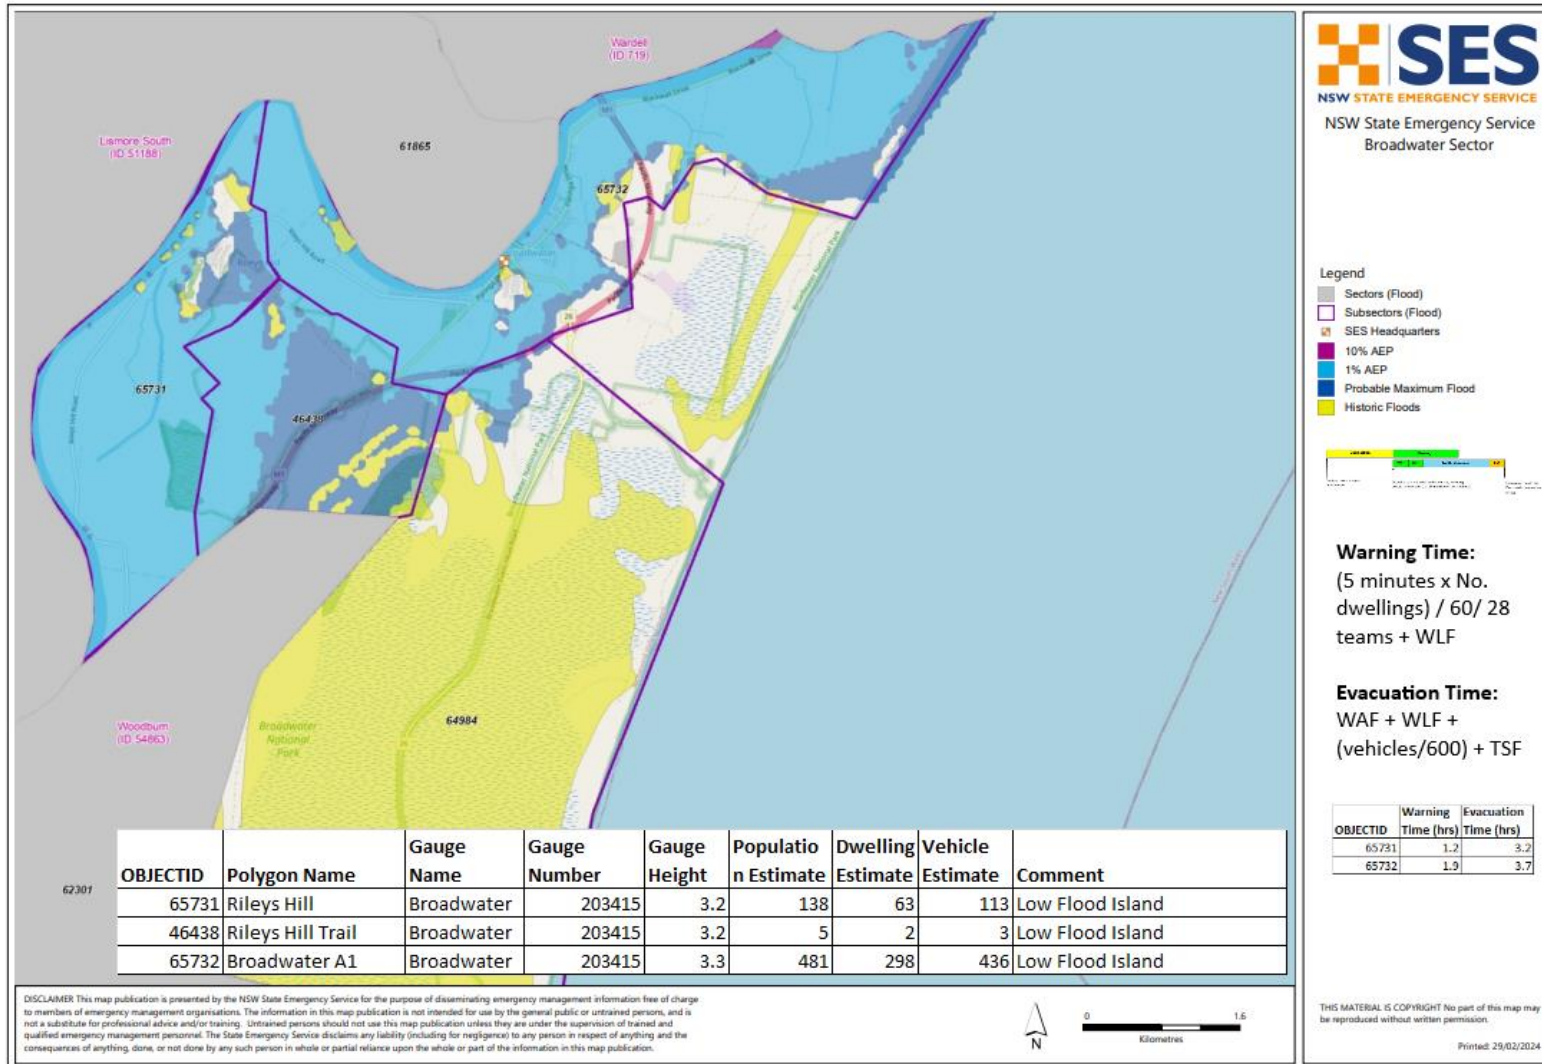 Wardell
(ID 719)
Lismore South
(ID 51188)
61865
65732
65731
46438
28
64984
Broadwater
National
Park
Woodburn
(ID 54863)
62301
Broadwater National Park
OBJECTID Polygon Name Gauge Name Gauge Number Gauge Height Populatio n Estimate Dwelling Estimate Vehicle Estimate Comment
65731 Rileys Hill Broadwater 203415 3.2 138 63 113 Low Flood Island
46438 Rileys Hill Trail Broadwater 203415 3.2 5 2 3 Low Flood Island
65732 Broadwater A1 Broadwater 203415 3.3 481 298 436 Low Flood Island
DISCLAIMER This map publication is presented by the NSW State Emergency Service for the purpose of disseminating emergency management information free of charge
to members of emergency management organisations. The information in this map publication is not intended for use by the general public or untrained persons, and is
not a substitute for professional advice and/or training. Untrained persons should not use this map publication unless they are under the supervision of trained and
qualified emergency management personnel. The State Emergency Service disclaims any liability (including for negligence) to any person in respect of anything and the
consequences of anything, done, or not done by any such person in whole or partial reliance upon the whole or part of the information in this map publication.
N
0 1.6
Kilometres
SES
NSW STATE EMERGENCY SERVICE
NSW State Emergency Service
Broadwater Sector
Legend
Sectors (Flood)
Subsectors (Flood)
SES Headquarters
10% AEP
1% AEP
Probable Maximum Flood
Historic Floods
Warning Time:
(5 minutes x No.
dwellings) / 60/ 28
teams + WLF
Evacuation Time:
WAF + WLF +
(vehicles/600) + TSF
OBJECTID Warning Time (hrs) Evacuation Time (hrs)
65731 1.2 3.2
65732 1.9 3.7
THIS MATERIAL IS COPYRIGHT No part of this map may
be reproduced without written permission.
Printed: 29/02/2024